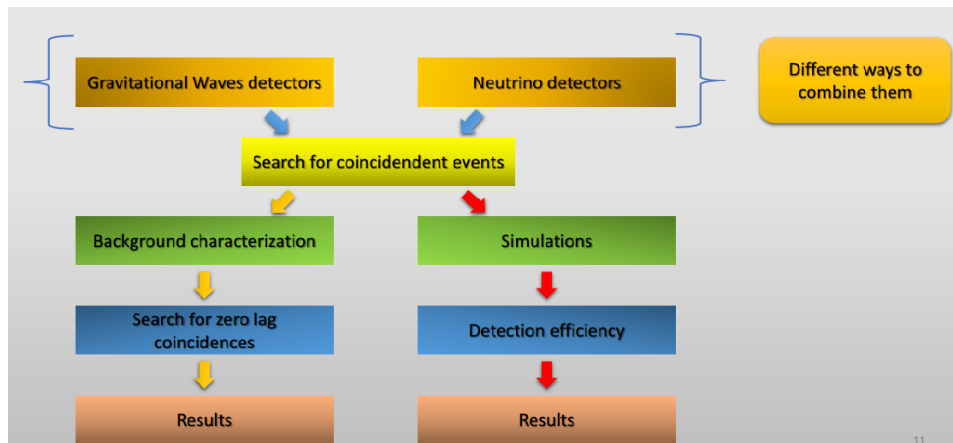 Gravitational Waves detectors
Neutrino detectors
Different ways to
combine them
Search for coincidendent events
Background characterization
Simulations
Search for zero lag
coincidences
Detection efficiency
Results
Results
11